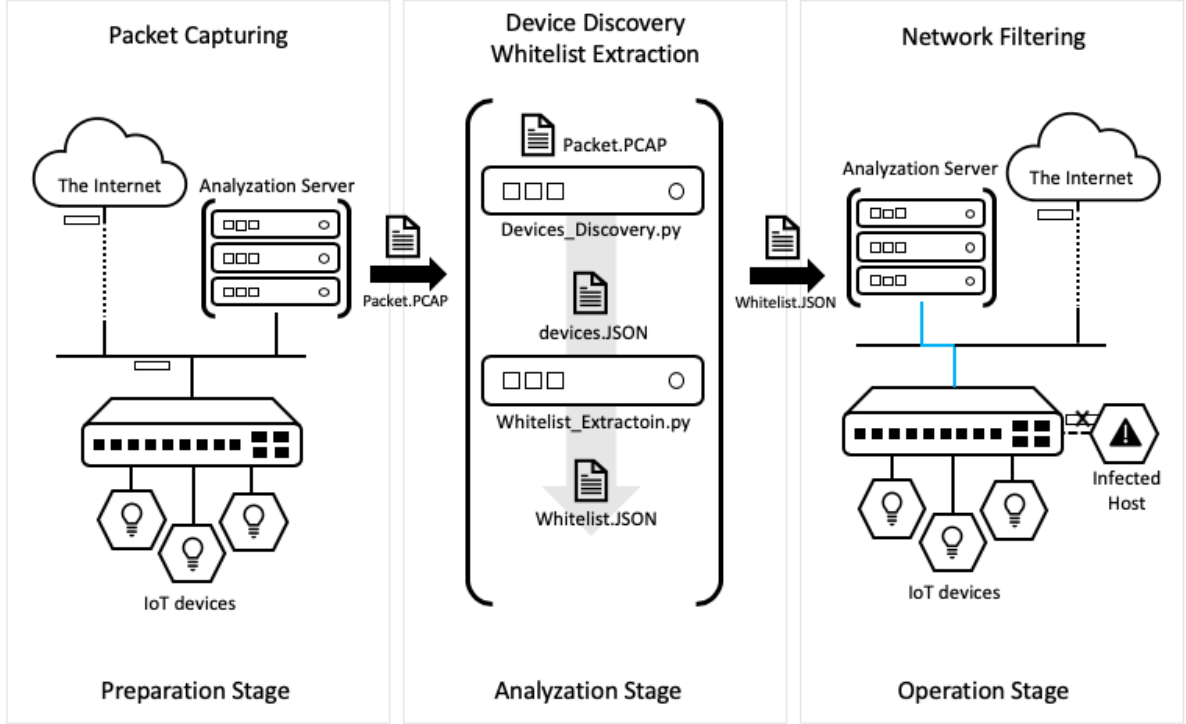 Packet Capturing
The Internet
Analyzation Server
IoT devices
Preparation Stage
Packet.PCAP
Device Discovery
Whitelist Extraction
Packet.PCAP
Devices_Discovery.py
devices.JSON
Whitelist_Extractoin.py
Whitelist.JSON
Analyzation Stage
Whitelist.JSON
Network Filtering
Analyzation Server
The Internet
Infected
Host
IoT devices
Operation Stage